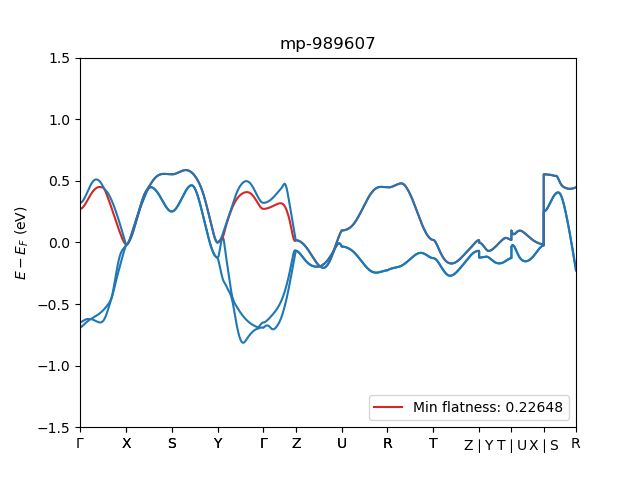 mp-989607
1.5
1.0
0.5
0.0
−0.5
−1.0
−1.5
E − E_F (eV)
Min flatness: 0.22648
Γ X S Y Γ Z U R T Z|Y T|U X|S R